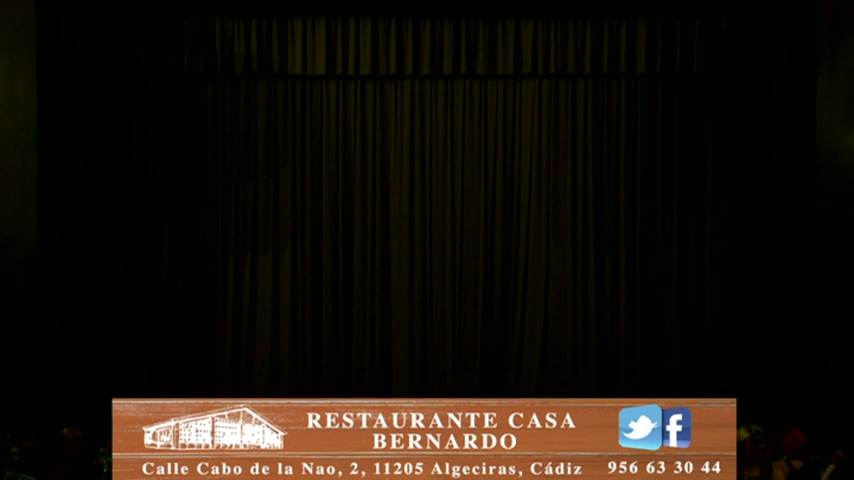 RESTAURANTE CASA
BERNARDO
Calle Cabo de la Nao, 2, 11205 Algeciras, Cádiz 956 63 30 44